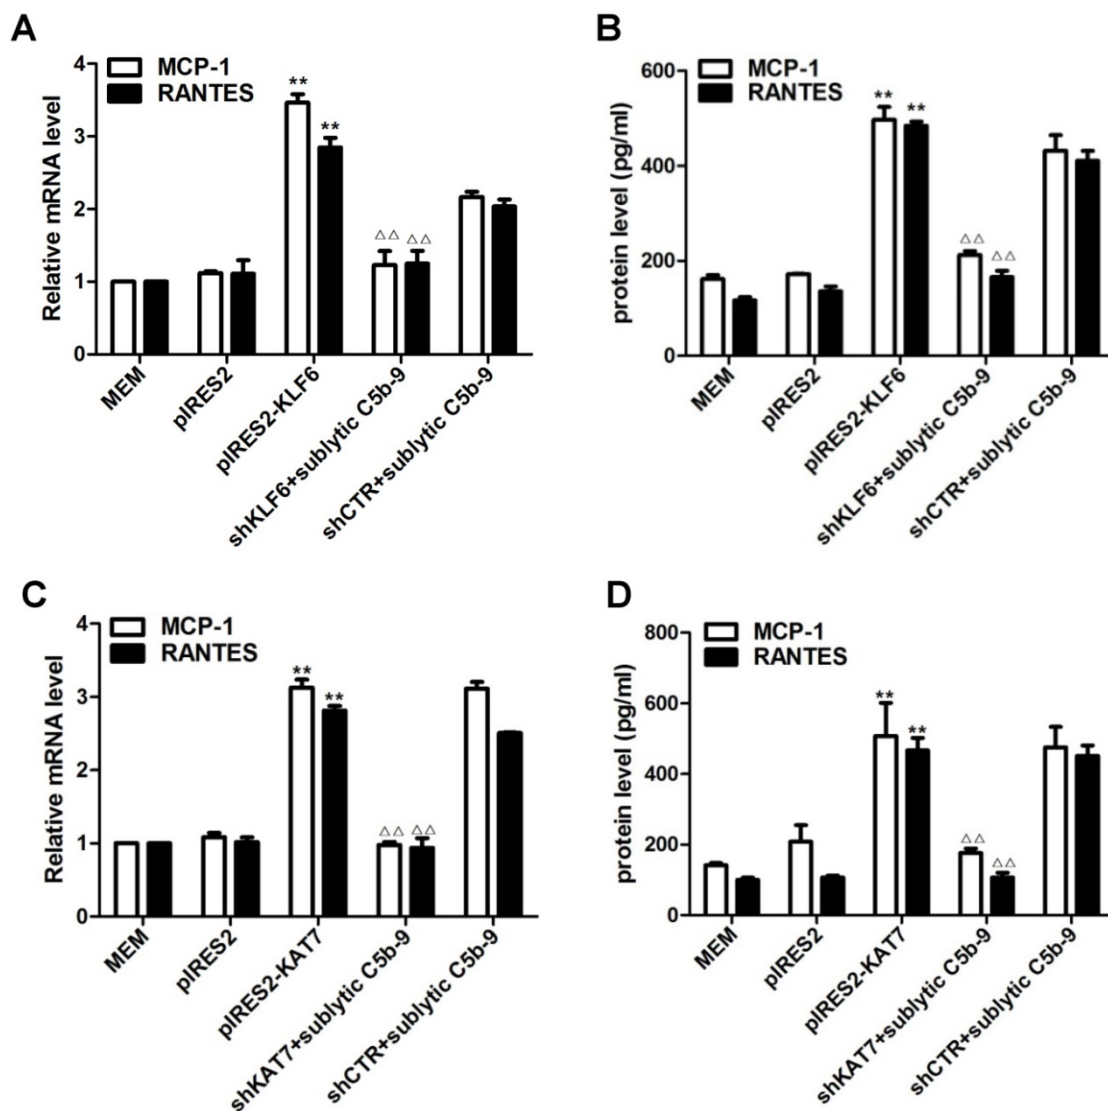 A
MCP-1
RANTES
**
**
△△ △△
Relative mRNA level
4
3
2
1
0
MEM
pIRES2
pIRES2-KLF6
shKLF6+sublytic C5b-9
shCTR+sublytic C5b-9
B
MCP-1
RANTES
** **
△△
△△
protein level (pg/ml)
600
400
200
0
MEM
pIRES2
pIRES2-KLF6
shKLF6+sublytic C5b-9
shCTR+sublytic C5b-9
C
MCP-1
RANTES
**
**
△△ △△
Relative mRNA level
4
3
2
1
0
MEM
pIRES2
pIRES2-KAT7
shKAT7+sublytic C5b-9
shCTR+sublytic C5b-9
D
MCP-1
RANTES
**
**
△△
△△
protein level (pg/ml)
800
600
400
200
0
MEM
pIRES2
pIRES2-KAT7
shKAT7+sublytic C5b-9
shCTR+sublytic C5b-9